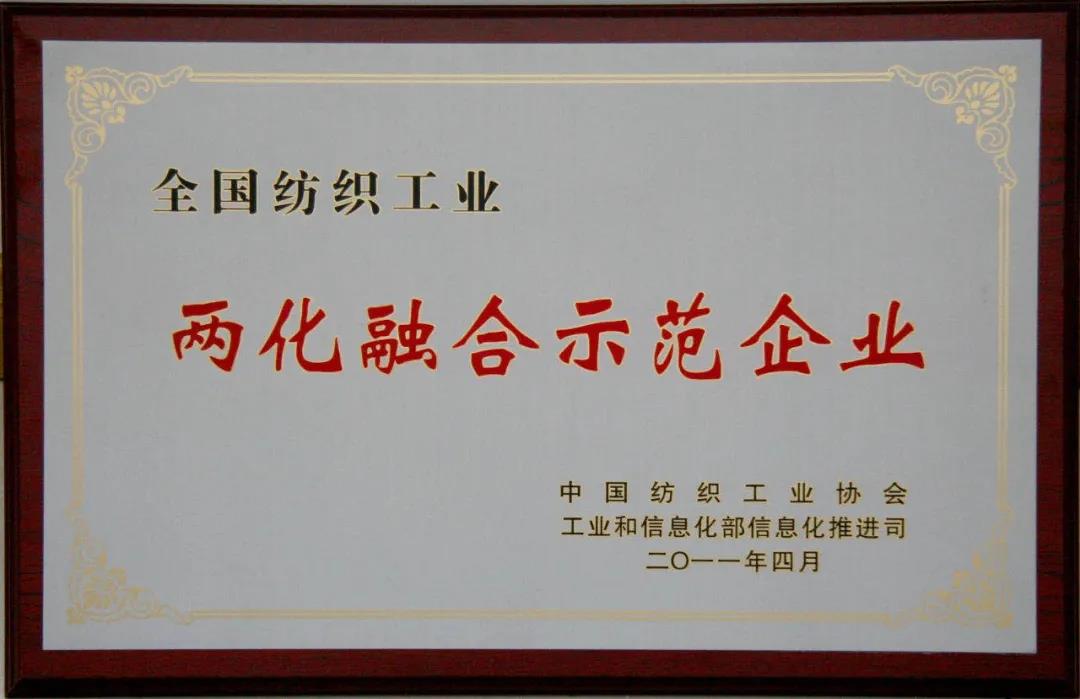 全国纺织工业
两化融合示范企业
中国纺织工业协会
工业和信息化部信息化推进司
二〇一一年四月